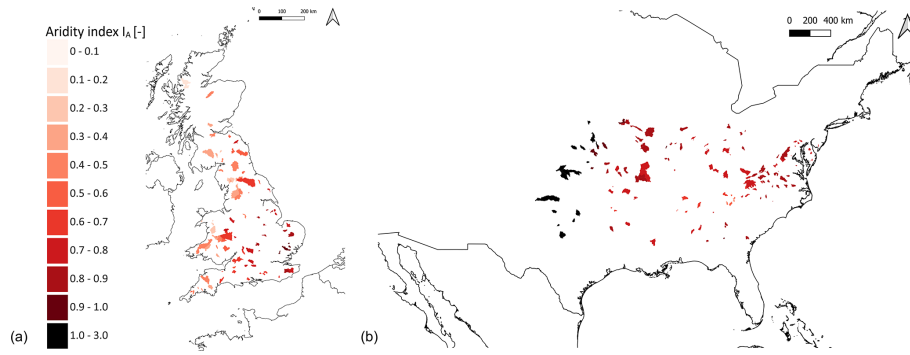 0 100 200 km
Aridity index IA [-]
0 - 0.1
0.1 - 0.2
0.2 - 0.3
0.3 - 0.4
0.4 - 0.5
0.5 - 0.6
0.6 - 0.7
0.7 - 0.8
0.8 - 0.9
0.9 - 1.0
1.0 - 3.0
(a)
0 200 400 km
(b)